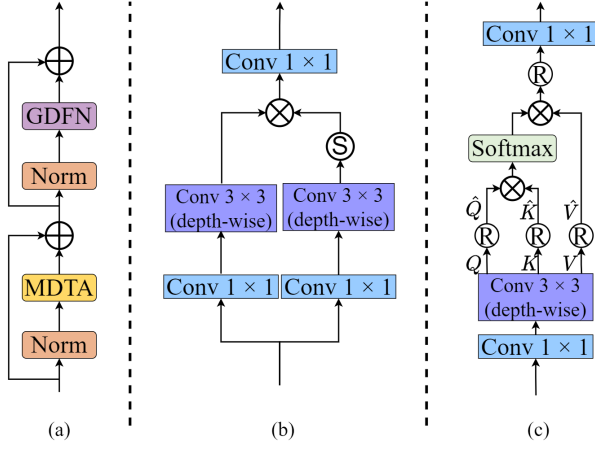 GDFN
Norm
MDTA
Norm
(a)
Conv 1 × 1
S
Conv 3 × 3
(depth-wise)
Conv 3 × 3
(depth-wise)
Conv 1 × 1
Conv 1 × 1
(b)
Conv 1 × 1
R
Softmax
Q̂
K̂
V̂
R
R
R
Q
K
V
Conv 3 × 3
(depth-wise)
Conv 1 × 1
(c)